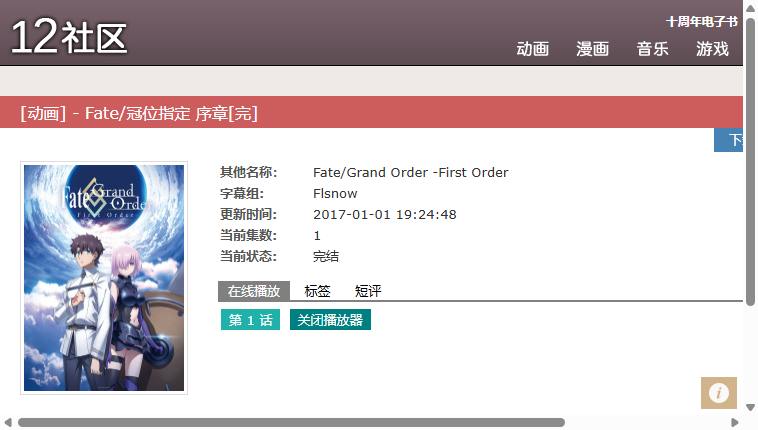 12社区
十周年电子书
动画 漫画 音乐 游戏
[动画] - Fate/冠位指定 序章[完]
其他名称: Fate/Grand Order -First Order
字幕组: Flsnow
更新时间: 2017-01-01 19:24:48
当前集数: 1
当前状态: 完结
在线播放 标签 短评
第 1 话 关闭播放器
Fate Grand Order
First Order
i